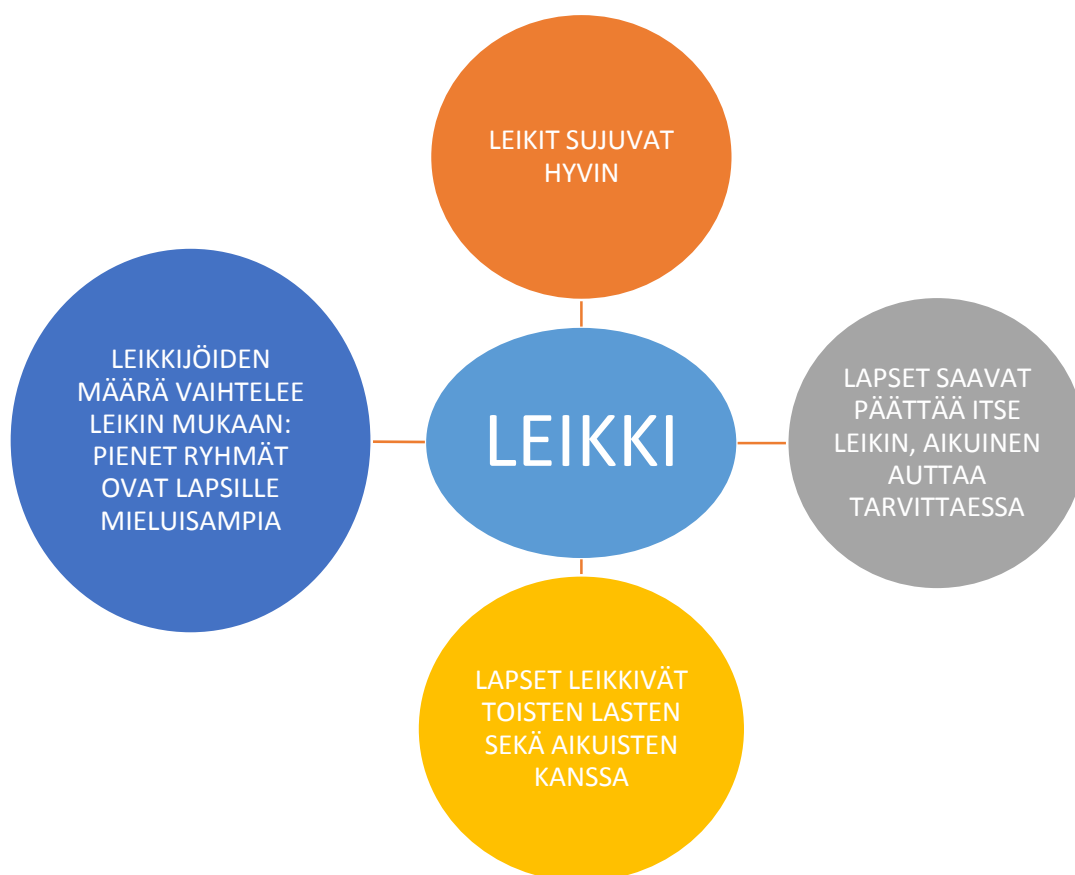 LEIKIT SUJUVAT
HYVIN
LEIKKIJÖIDEN
MÄÄRÄ VAIHTELEE
LEIKIN MUKAAN:
PIENET RYHMÄT
OVAT LAPSILLE
MIELUISAMPIA
LEIKKI
LAPSET SAAVAT
PÄÄTTÄÄ ITSE
LEIKIN, AIKUINEN
AUTTAA
TARVITTAESSA
LAPSET LEIKKIVÄT
TOISTEN LASTEN
SEKÄ AIKUISTEN
KANSSA